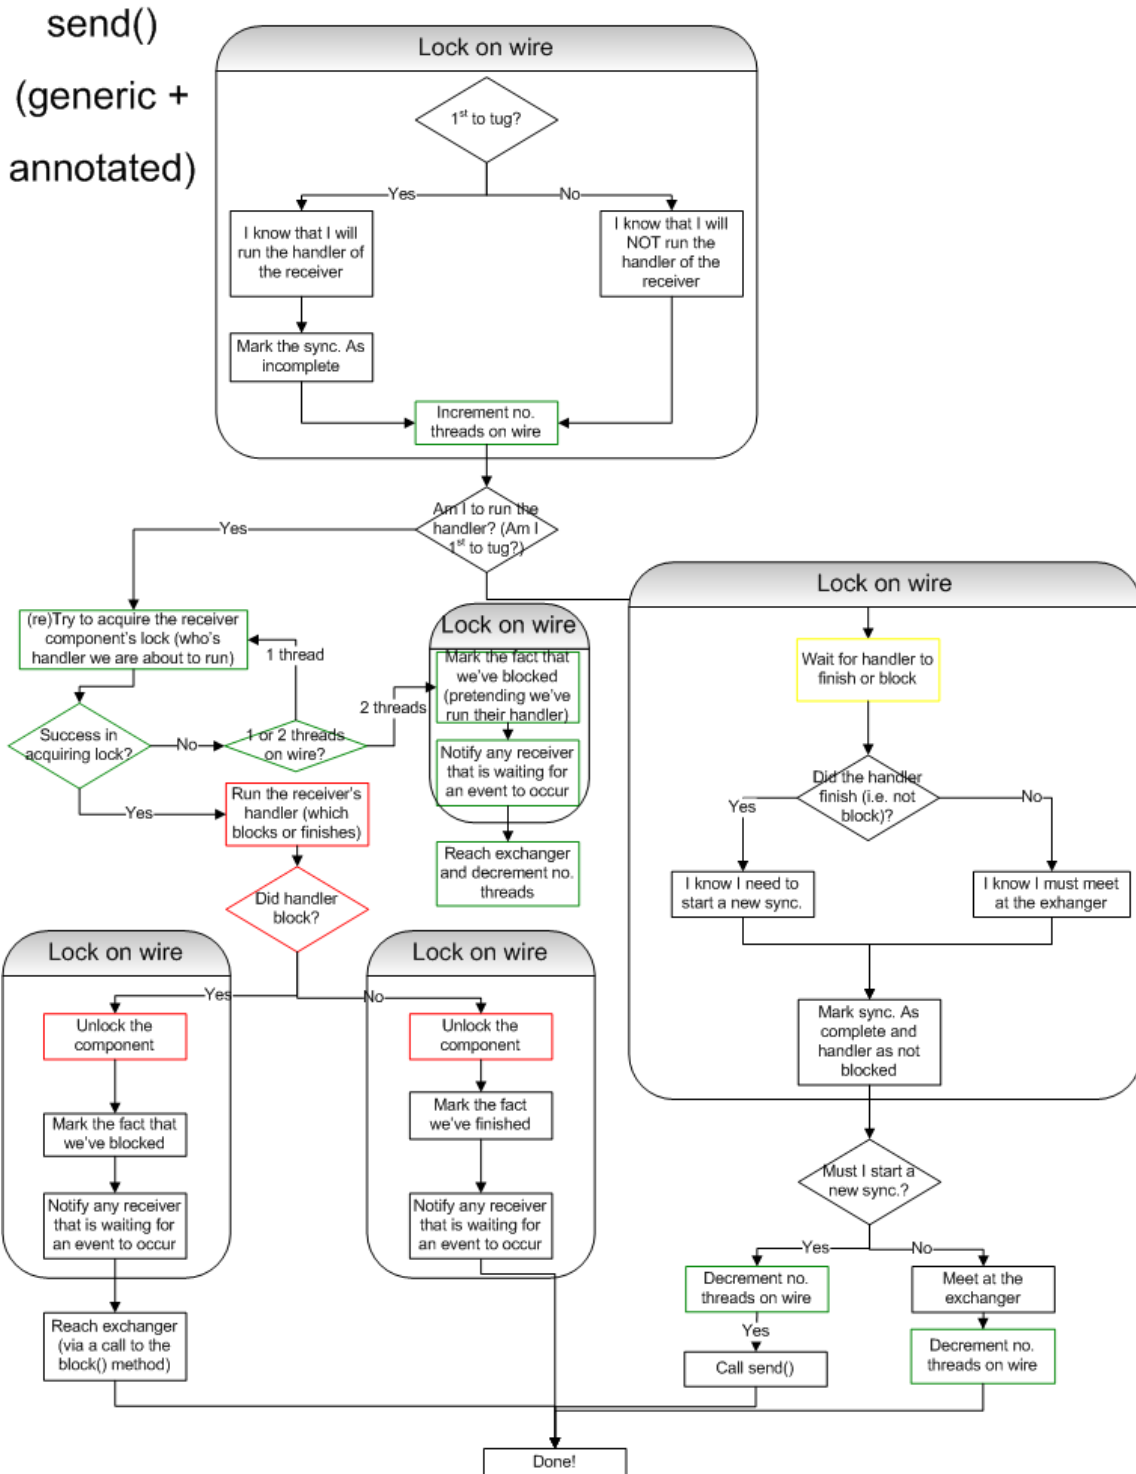 send()
(generic +
annotated)
Lock on wire
1st to tug?
Yes
No
I know that I will
run the handler of
the receiver
I know that I will
NOT run the
handler of the
receiver
Mark the sync. As
incomplete
Increment no.
threads on wire
Am I to run the
handler? (Am I
1st to tug?)
Yes
Lock on wire
(re)Try to acquire the receiver
component's lock (who's
handler we are about to run)
1 thread
Lock on wire
Mark the fact that
we've blocked
(pretending we've
run their handler)
2 threads
Wait for handler to
finish or block
Success in
acquiring lock?
No
1 or 2 threads
on wire?
Notify any receiver
that is waiting for
an event to occur
Did the handler
finish (i.e. not
block)?
Yes
No
Yes
Run the receiver's
handler (which
blocks or finishes)
Reach exchanger
and decrement no.
threads
I know I need to
start a new sync.
I know I must meet
at the exhanger
Did handler
block?
Lock on wire
Lock on wire
Yes
No
Unlock the
component
Unlock the
component
Mark sync. As
complete and
handler as not
blocked
Mark the fact that
we've blocked
Mark the fact
we've finished
Must I start a
new sync.?
Notify any receiver
that is waiting for
an event to occur
Notify any receiver
that is waiting for
an event to occur
Yes
No
Decrement no.
threads on wire
Meet at the
exchanger
Reach exchanger
(via a call to the
block() method)
Yes
Call send()
Decrement no.
threads on wire
Done!